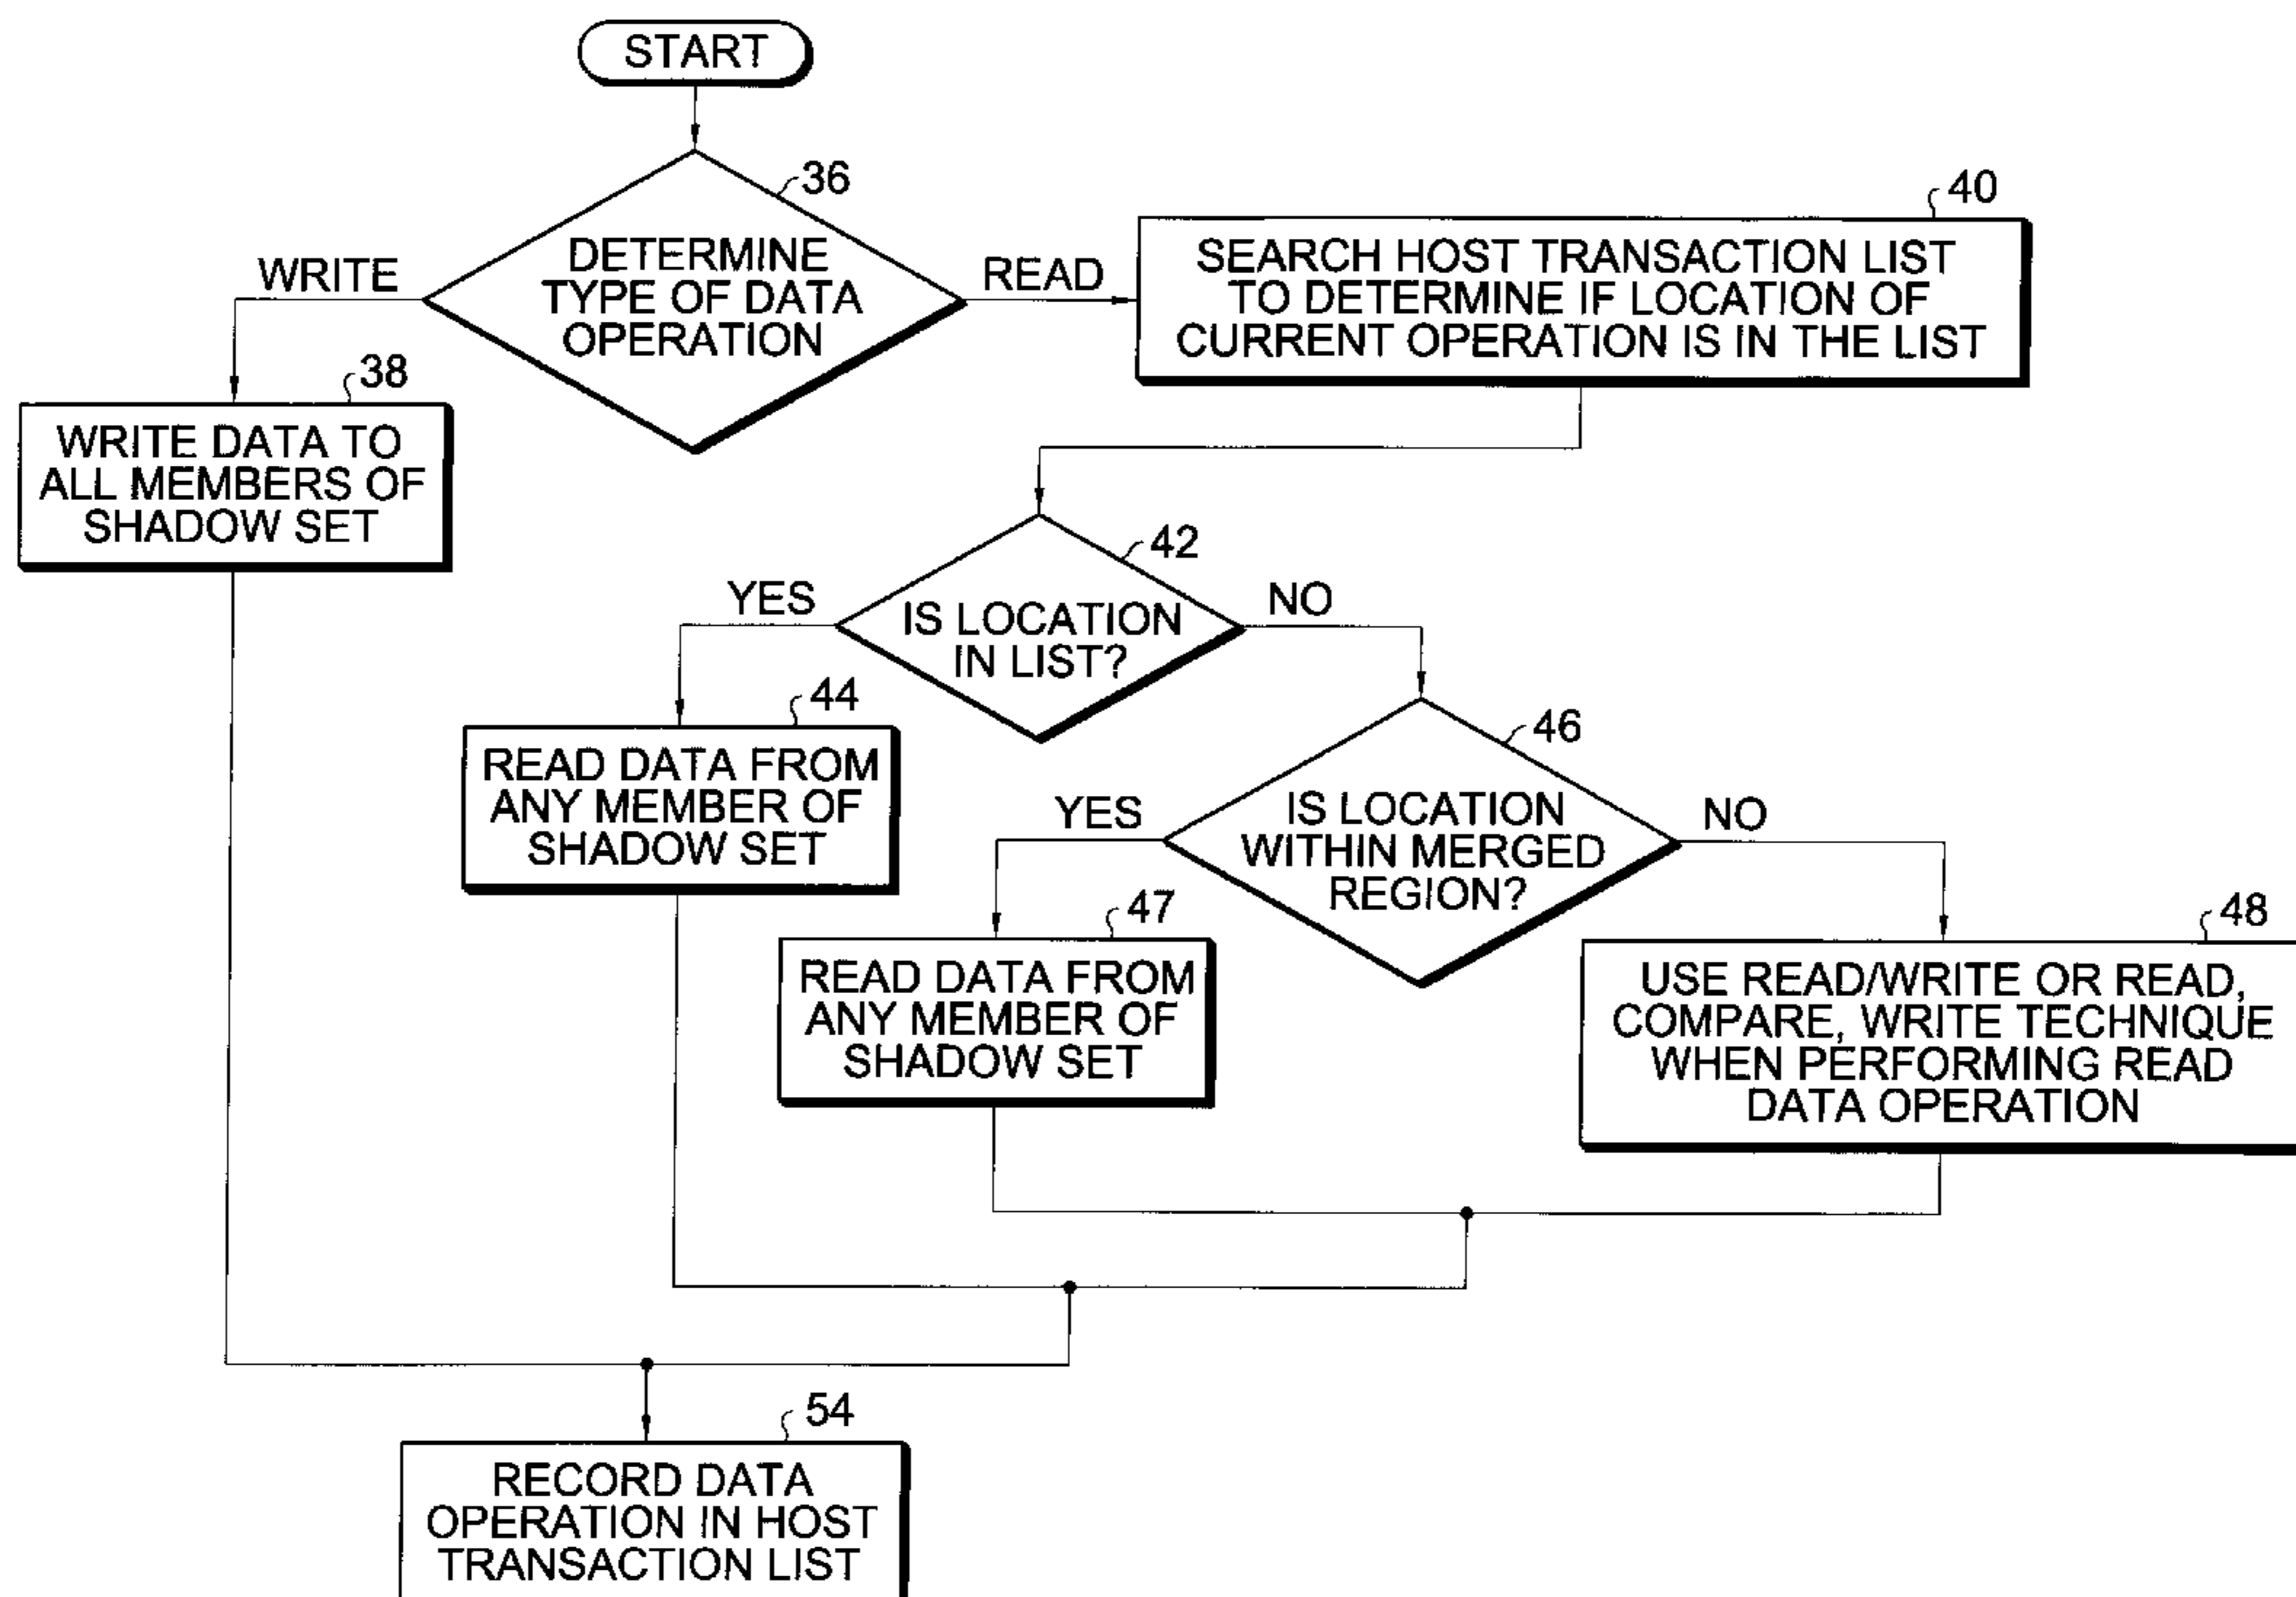 START
36
DETERMINE
TYPE OF DATA
OPERATION
WRITE
READ
40
SEARCH HOST TRANSACTION LIST
TO DETERMINE IF LOCATION OF
CURRENT OPERATION IS IN THE LIST
38
WRITE DATA TO
ALL MEMBERS OF
SHADOW SET
42
IS LOCATION
IN LIST?
YES
NO
44
READ DATA FROM
ANY MEMBER OF
SHADOW SET
46
IS LOCATION
WITHIN MERGED
REGION?
YES
NO
47
READ DATA FROM
ANY MEMBER OF
SHADOW SET
48
USE READ/WRITE OR READ,
COMPARE, WRITE TECHNIQUE
WHEN PERFORMING READ
DATA OPERATION
54
RECORD DATA
OPERATION IN HOST
TRANSACTION LIST